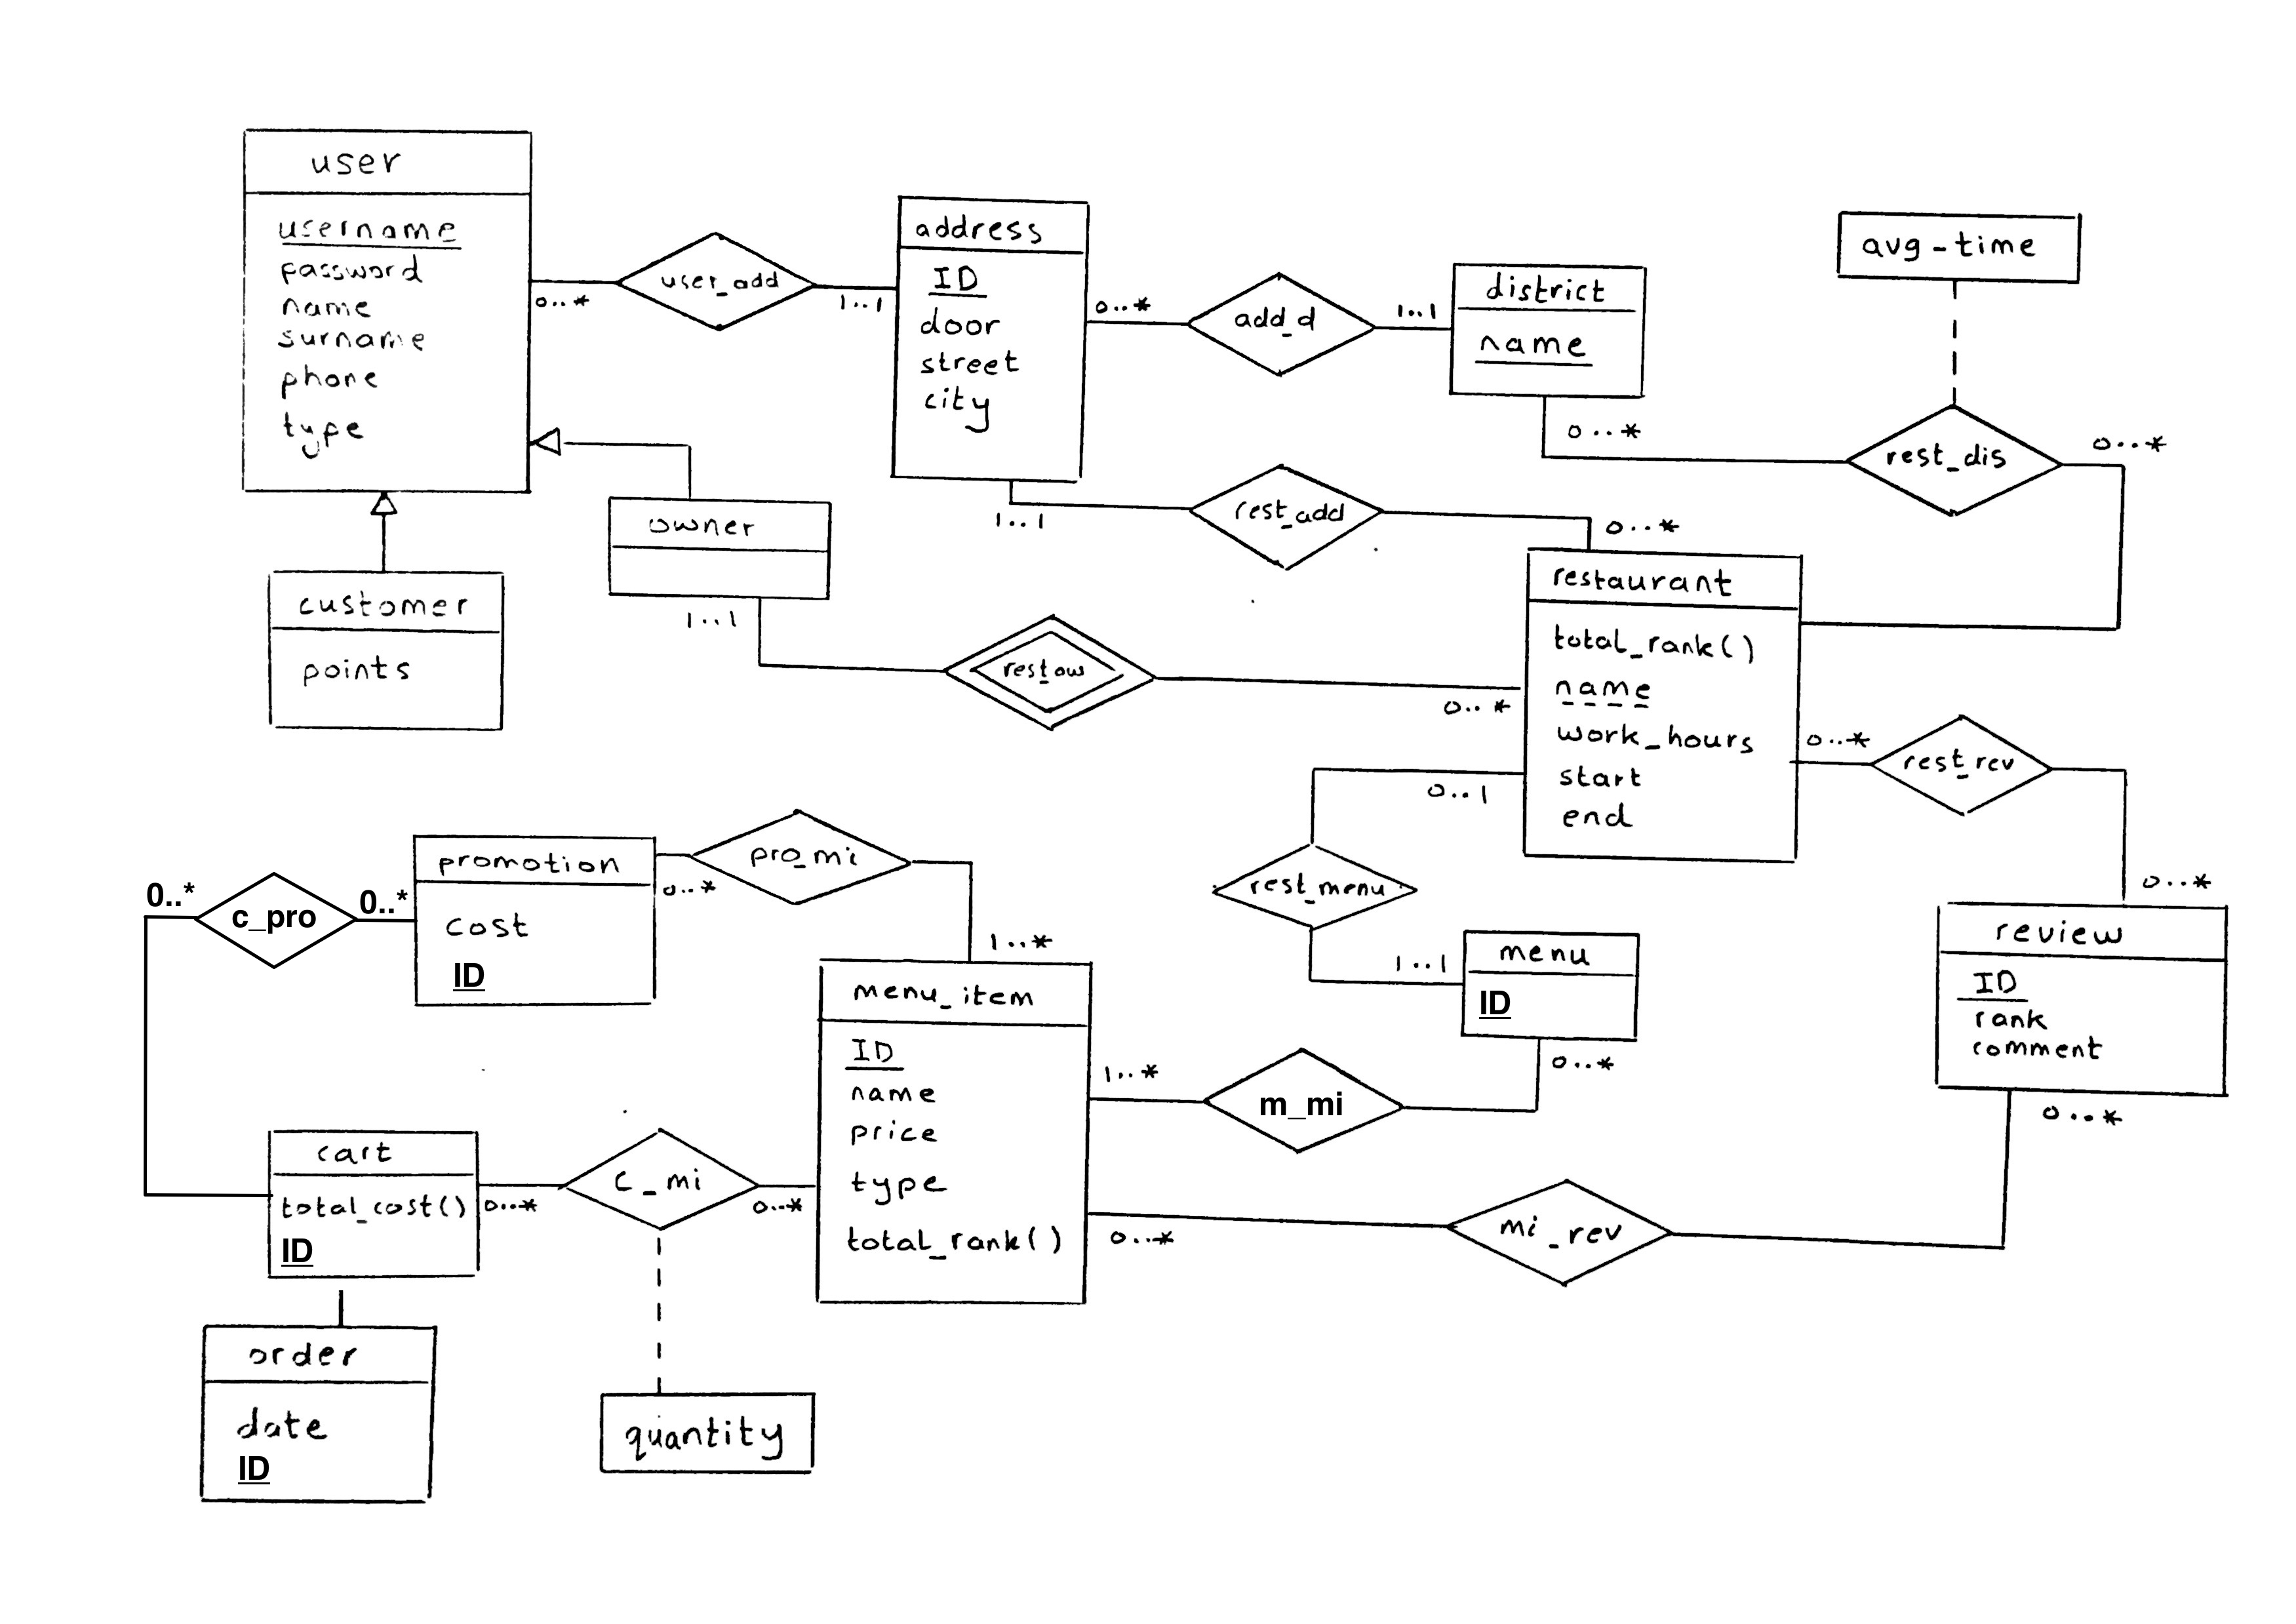 user
username
password
name
surname
phone
type
0..*
user_add
1..1
address
ID
door
street
city
0..*
add_d
1..1
district
name
avg-time
0..*
rest_dis
0..*
1..1
rest_add
0..*
owner
1..1
customer
points
rest_ow
0..*
restaurant
total_rank()
name
work_hours
start
end
0..*
rest_rev
0..*
0..1
rest_menu
1..1
menu
ID
0..*
review
ID
rank
comment
0..*
promotion
cost
ID
0..*
pro_mi
1..*
0..*
c_pro
0..*
menu_item
ID
name
price
type
total_rank()
1..*
m_mi
0..*
mi_rev
cart
total_cost()
ID
0..*
c_mi
0..*
order
date
ID
quantity